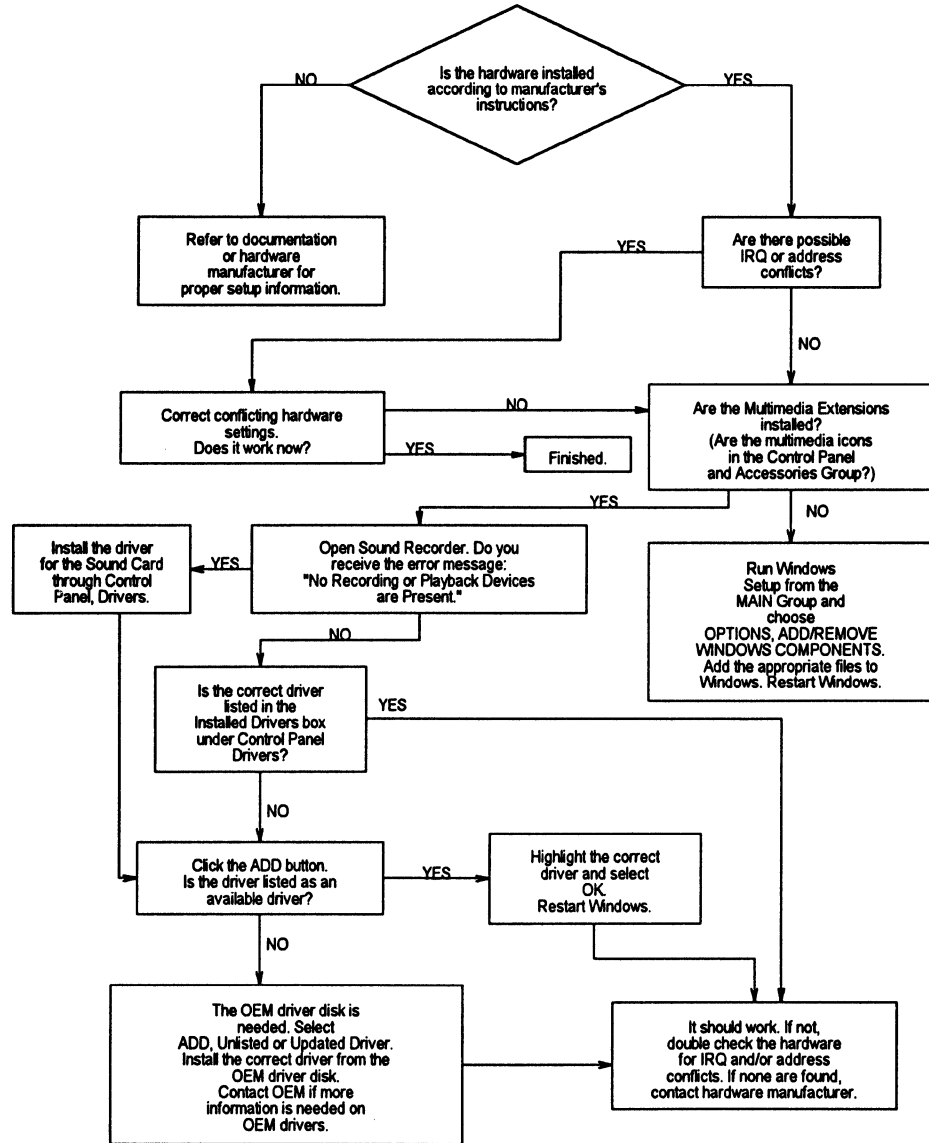 Is the hardware installed
according to manufacturer's
instructions?
NO
YES
Refer to documentation
or hardware
manufacturer for
proper setup information.
Are there possible
IRQ or address
conflicts?
YES
NO
Correct conflicting hardware
settings.
Does it work now?
NO
YES
Finished.
Are the Multimedia Extensions
installed?
(Are the multimedia icons
in the Control Panel
and Accessories Group?)
YES
NO
Install the driver
for the Sound Card
through Control
Panel, Drivers.
YES
Open Sound Recorder. Do you
receive the error message:
"No Recording or Playback Devices
are Present."
Run Windows
Setup from the
MAIN Group and
choose
OPTIONS, ADD/REMOVE
WINDOWS COMPONENTS.
Add the appropriate files to
Windows. Restart Windows.
NO
Is the correct driver
listed in the
Installed Drivers box
under Control Panel
Drivers?
YES
NO
Click the ADD button.
Is the driver listed as an
available driver?
YES
Highlight the correct
driver and select
OK.
Restart Windows.
NO
The OEM driver disk is
needed. Select
ADD, Unlisted or Updated Driver.
Install the correct driver from the
OEM driver disk.
Contact OEM if more
information is needed on
OEM drivers.
It should work. If not,
double check the hardware
for IRQ and/or address
conflicts. If none are found,
contact hardware manufacturer.